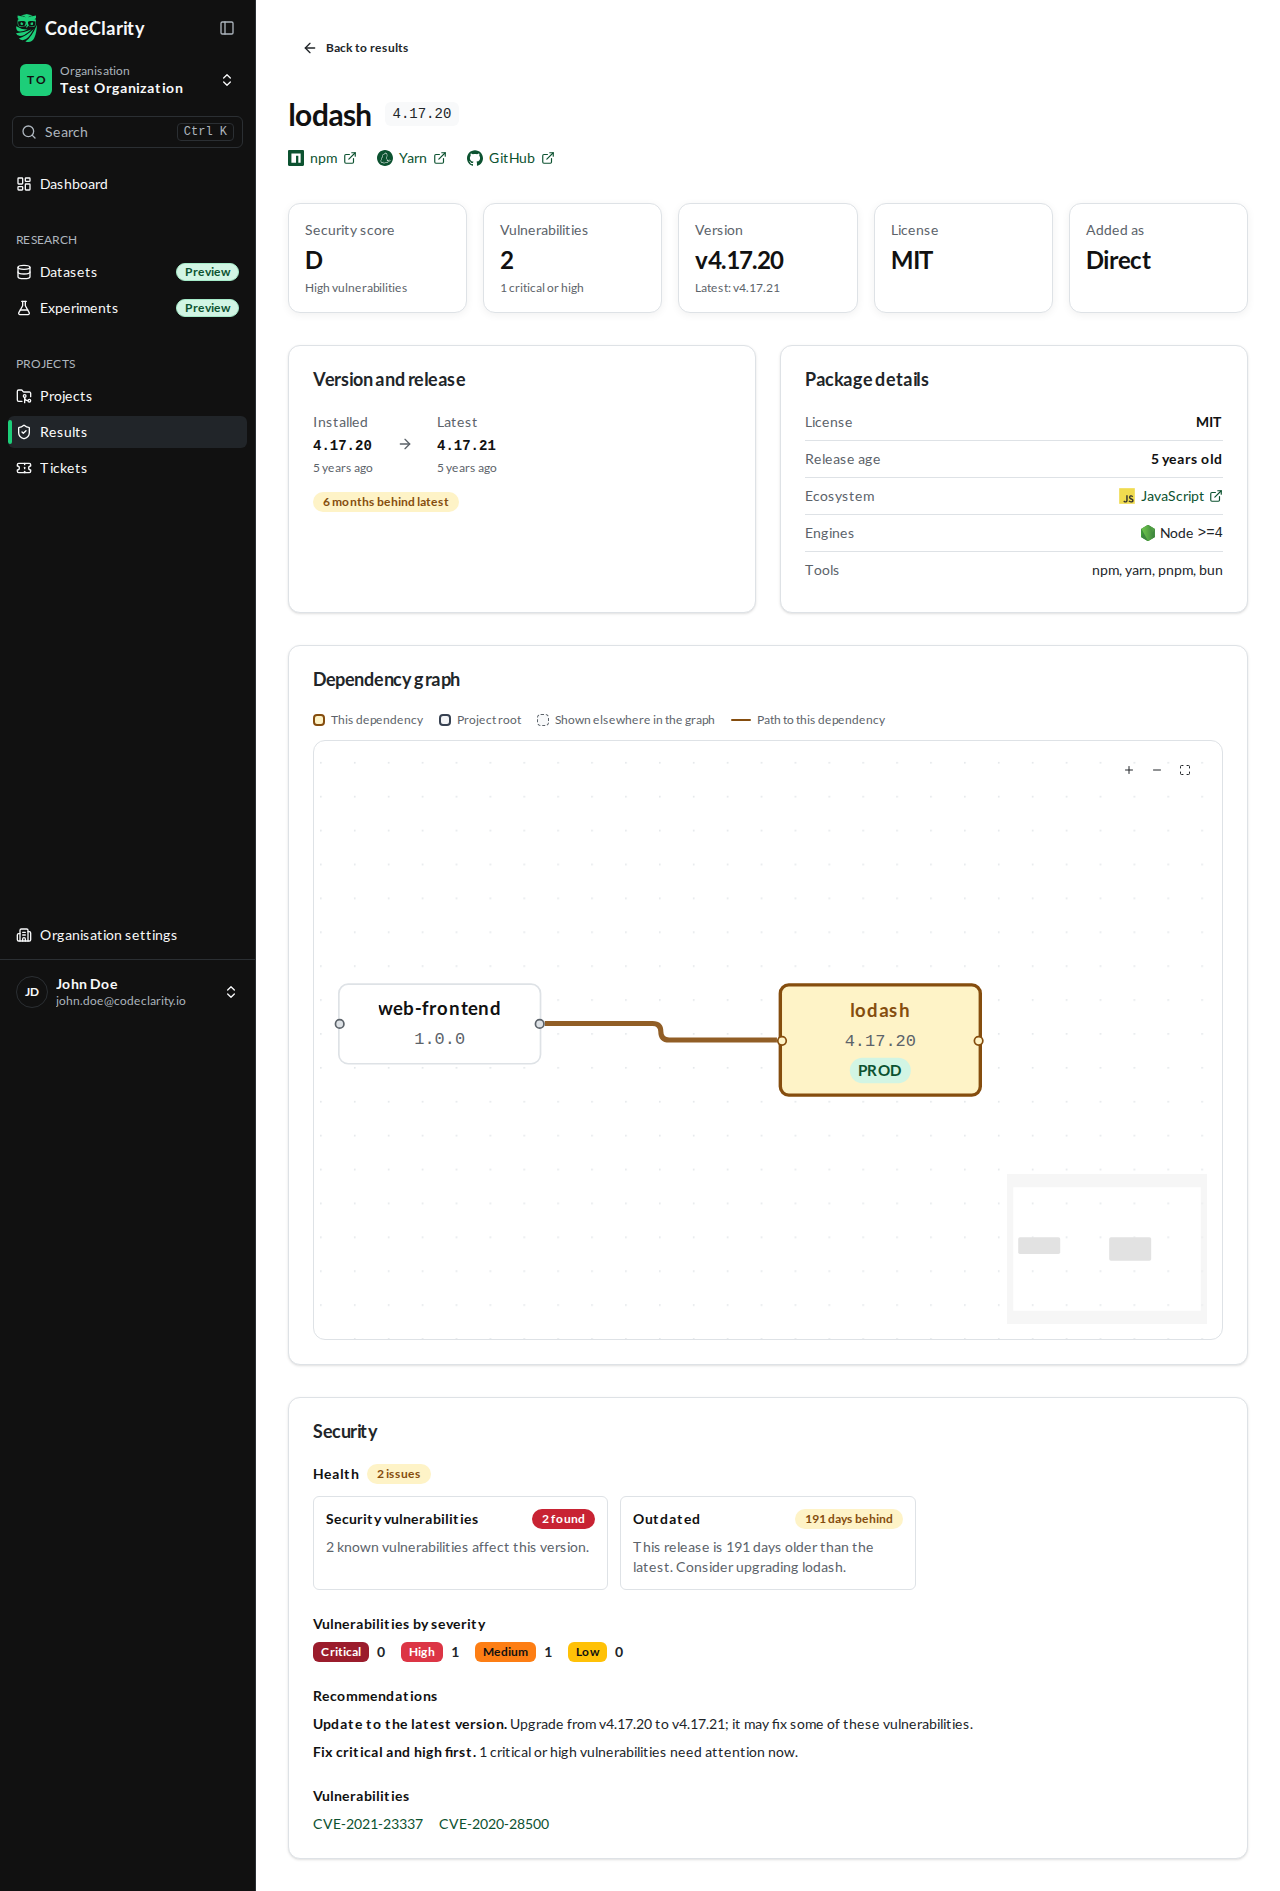 CodeClarity
TO
Organisation
Test Organization
Search
Ctrl K
Dashboard
RESEARCH
Datasets
Preview
Experiments
Preview
PROJECTS
Projects
Results
Tickets
Organisation settings
JD
John Doe
john.doe@codeclarity.io
Back to results
lodash 4.17.20
npm
Yarn
GitHub
Security score
D
High vulnerabilities
Vulnerabilities
2
1 critical or high
Version
v4.17.20
Latest: v4.17.21
License
MIT
Added as
Direct
Version and release
Installed
4.17.20
5 years ago
Latest
4.17.21
5 years ago
6 months behind latest
Package details
License MIT
Release age 5 years old
Ecosystem JS JavaScript
Engines Node >=4
Tools npm, yarn, pnpm, bun
Dependency graph
This dependency
Project root
Shown elsewhere in the graph
Path to this dependency
web-frontend
1.0.0
lodash
4.17.20
PROD
Security
Health 2 issues
Security vulnerabilities 2 found
2 known vulnerabilities affect this version.
Outdated 191 days behind
This release is 191 days older than the
latest. Consider upgrading lodash.
Vulnerabilities by severity
Critical 0 High 1 Medium 1 Low 0
Recommendations
Update to the latest version. Upgrade from v4.17.20 to v4.17.21; it may fix some of these vulnerabilities.
Fix critical and high first. 1 critical or high vulnerabilities need attention now.
Vulnerabilities
CVE-2021-23337 CVE-2020-28500